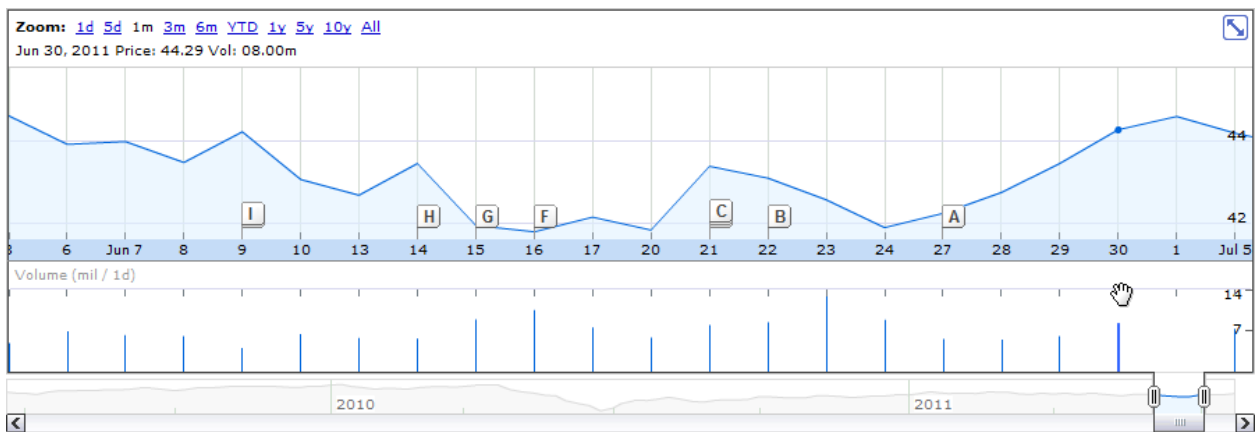 Zoom: 1d 5d 1m 3m 6m YTD 1y 5y 10y All
Jun 30, 2011 Price: 44.29 Vol: 08.00m
44
I H G F C B A 42
3 6 Jun 7 8 9 10 13 14 15 16 17 20 21 22 23 24 27 28 29 30 1 Jul 5
Volume (mil / 1d)
14
7
2010 2011